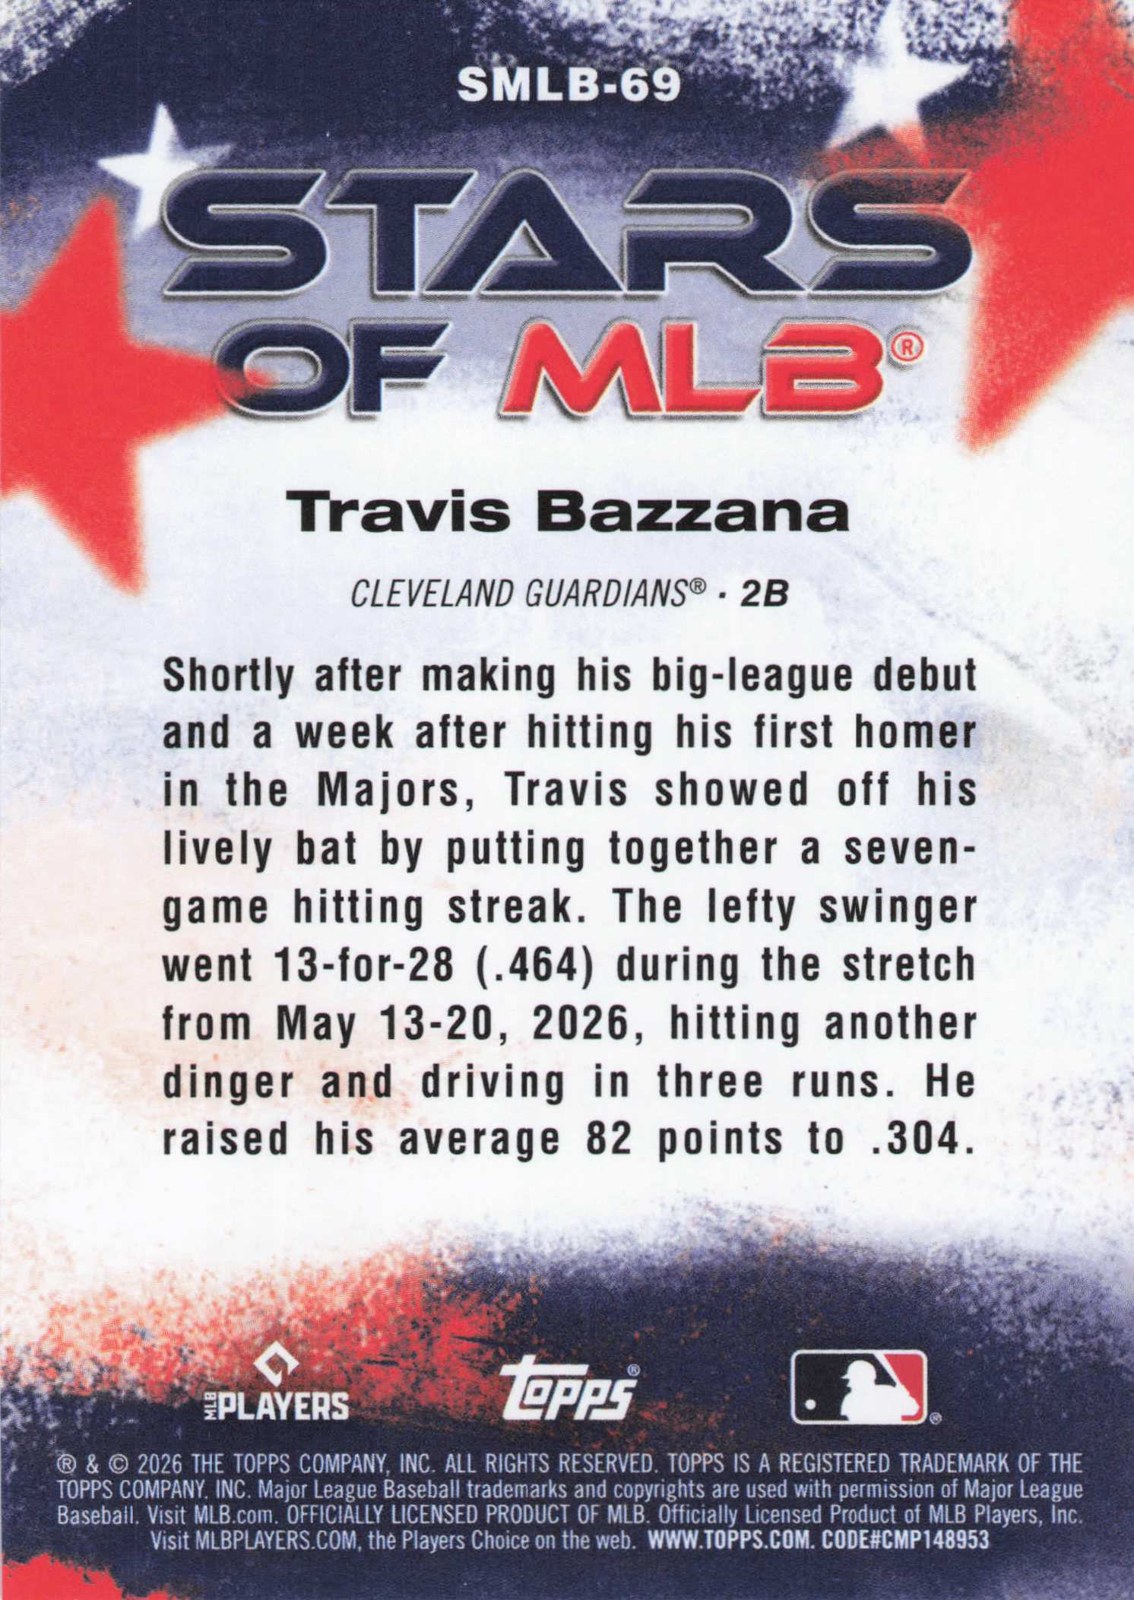 SMLB-69
STARS
OF MLB®
Travis Bazzana
CLEVELAND GUARDIANS® · 2B
Shortly after making his big-league debut
and a week after hitting his first homer
in the Majors, Travis showed off his
lively bat by putting together a seven-
game hitting streak. The lefty swinger
went 13-for-28 (.464) during the stretch
from May 13-20, 2026, hitting another
dinger and driving in three runs. He
raised his average 82 points to .304.
MLB PLAYERS
Topps®
®
® & © 2026 THE TOPPS COMPANY, INC. ALL RIGHTS RESERVED. TOPPS IS A REGISTERED TRADEMARK OF THE
TOPPS COMPANY, INC. Major League Baseball trademarks and copyrights are used with permission of Major League
Baseball. Visit MLB.com. OFFICIALLY LICENSED PRODUCT OF MLB. Officially Licensed Product of MLB Players, Inc.
Visit MLBPLAYERS.COM, the Players Choice on the web. WWW.TOPPS.COM. CODE#CMP148953